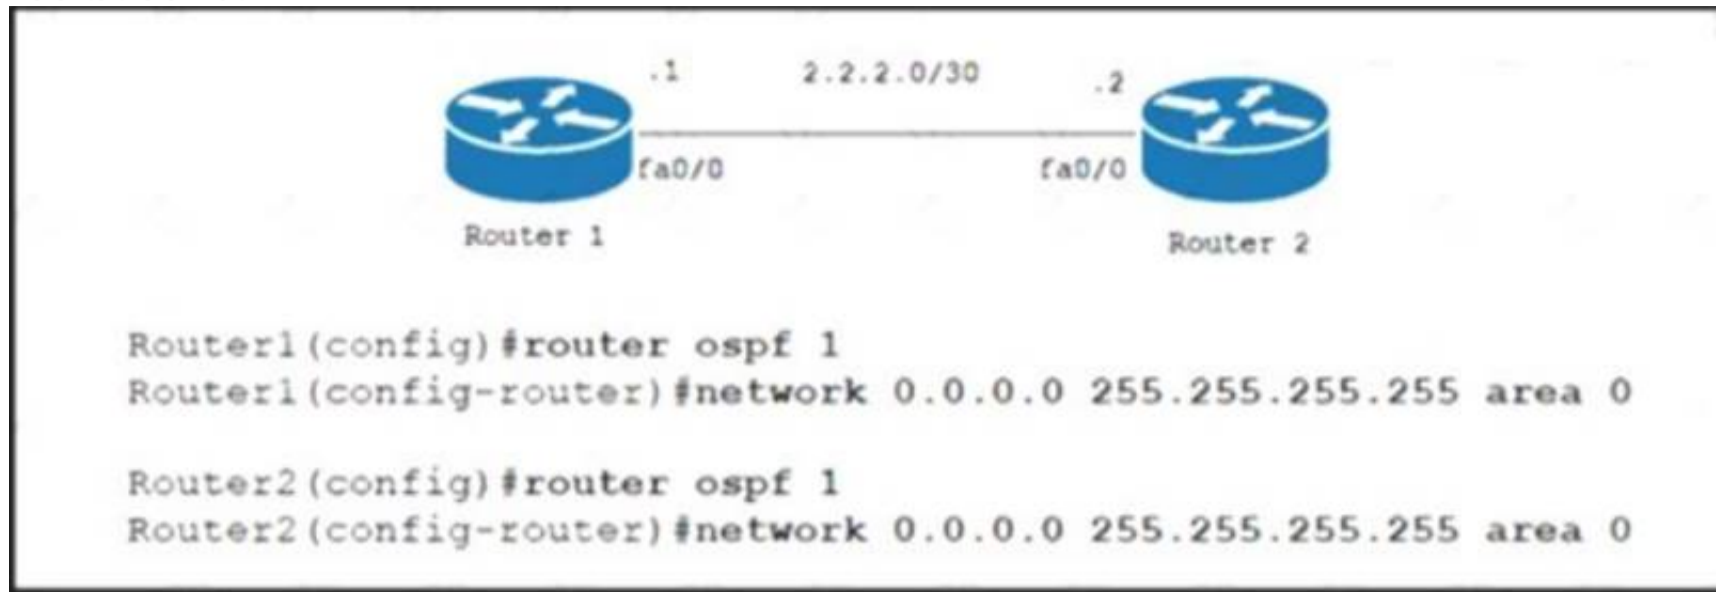 .1 2.2.2.0/30 .2
fa0/0 fa0/0
Router 1 Router 2
Router1(config)#router ospf 1
Router1(config-router)#network 0.0.0.0 255.255.255.255 area 0
Router2(config)#router ospf 1
Router2(config-router)#network 0.0.0.0 255.255.255.255 area 0